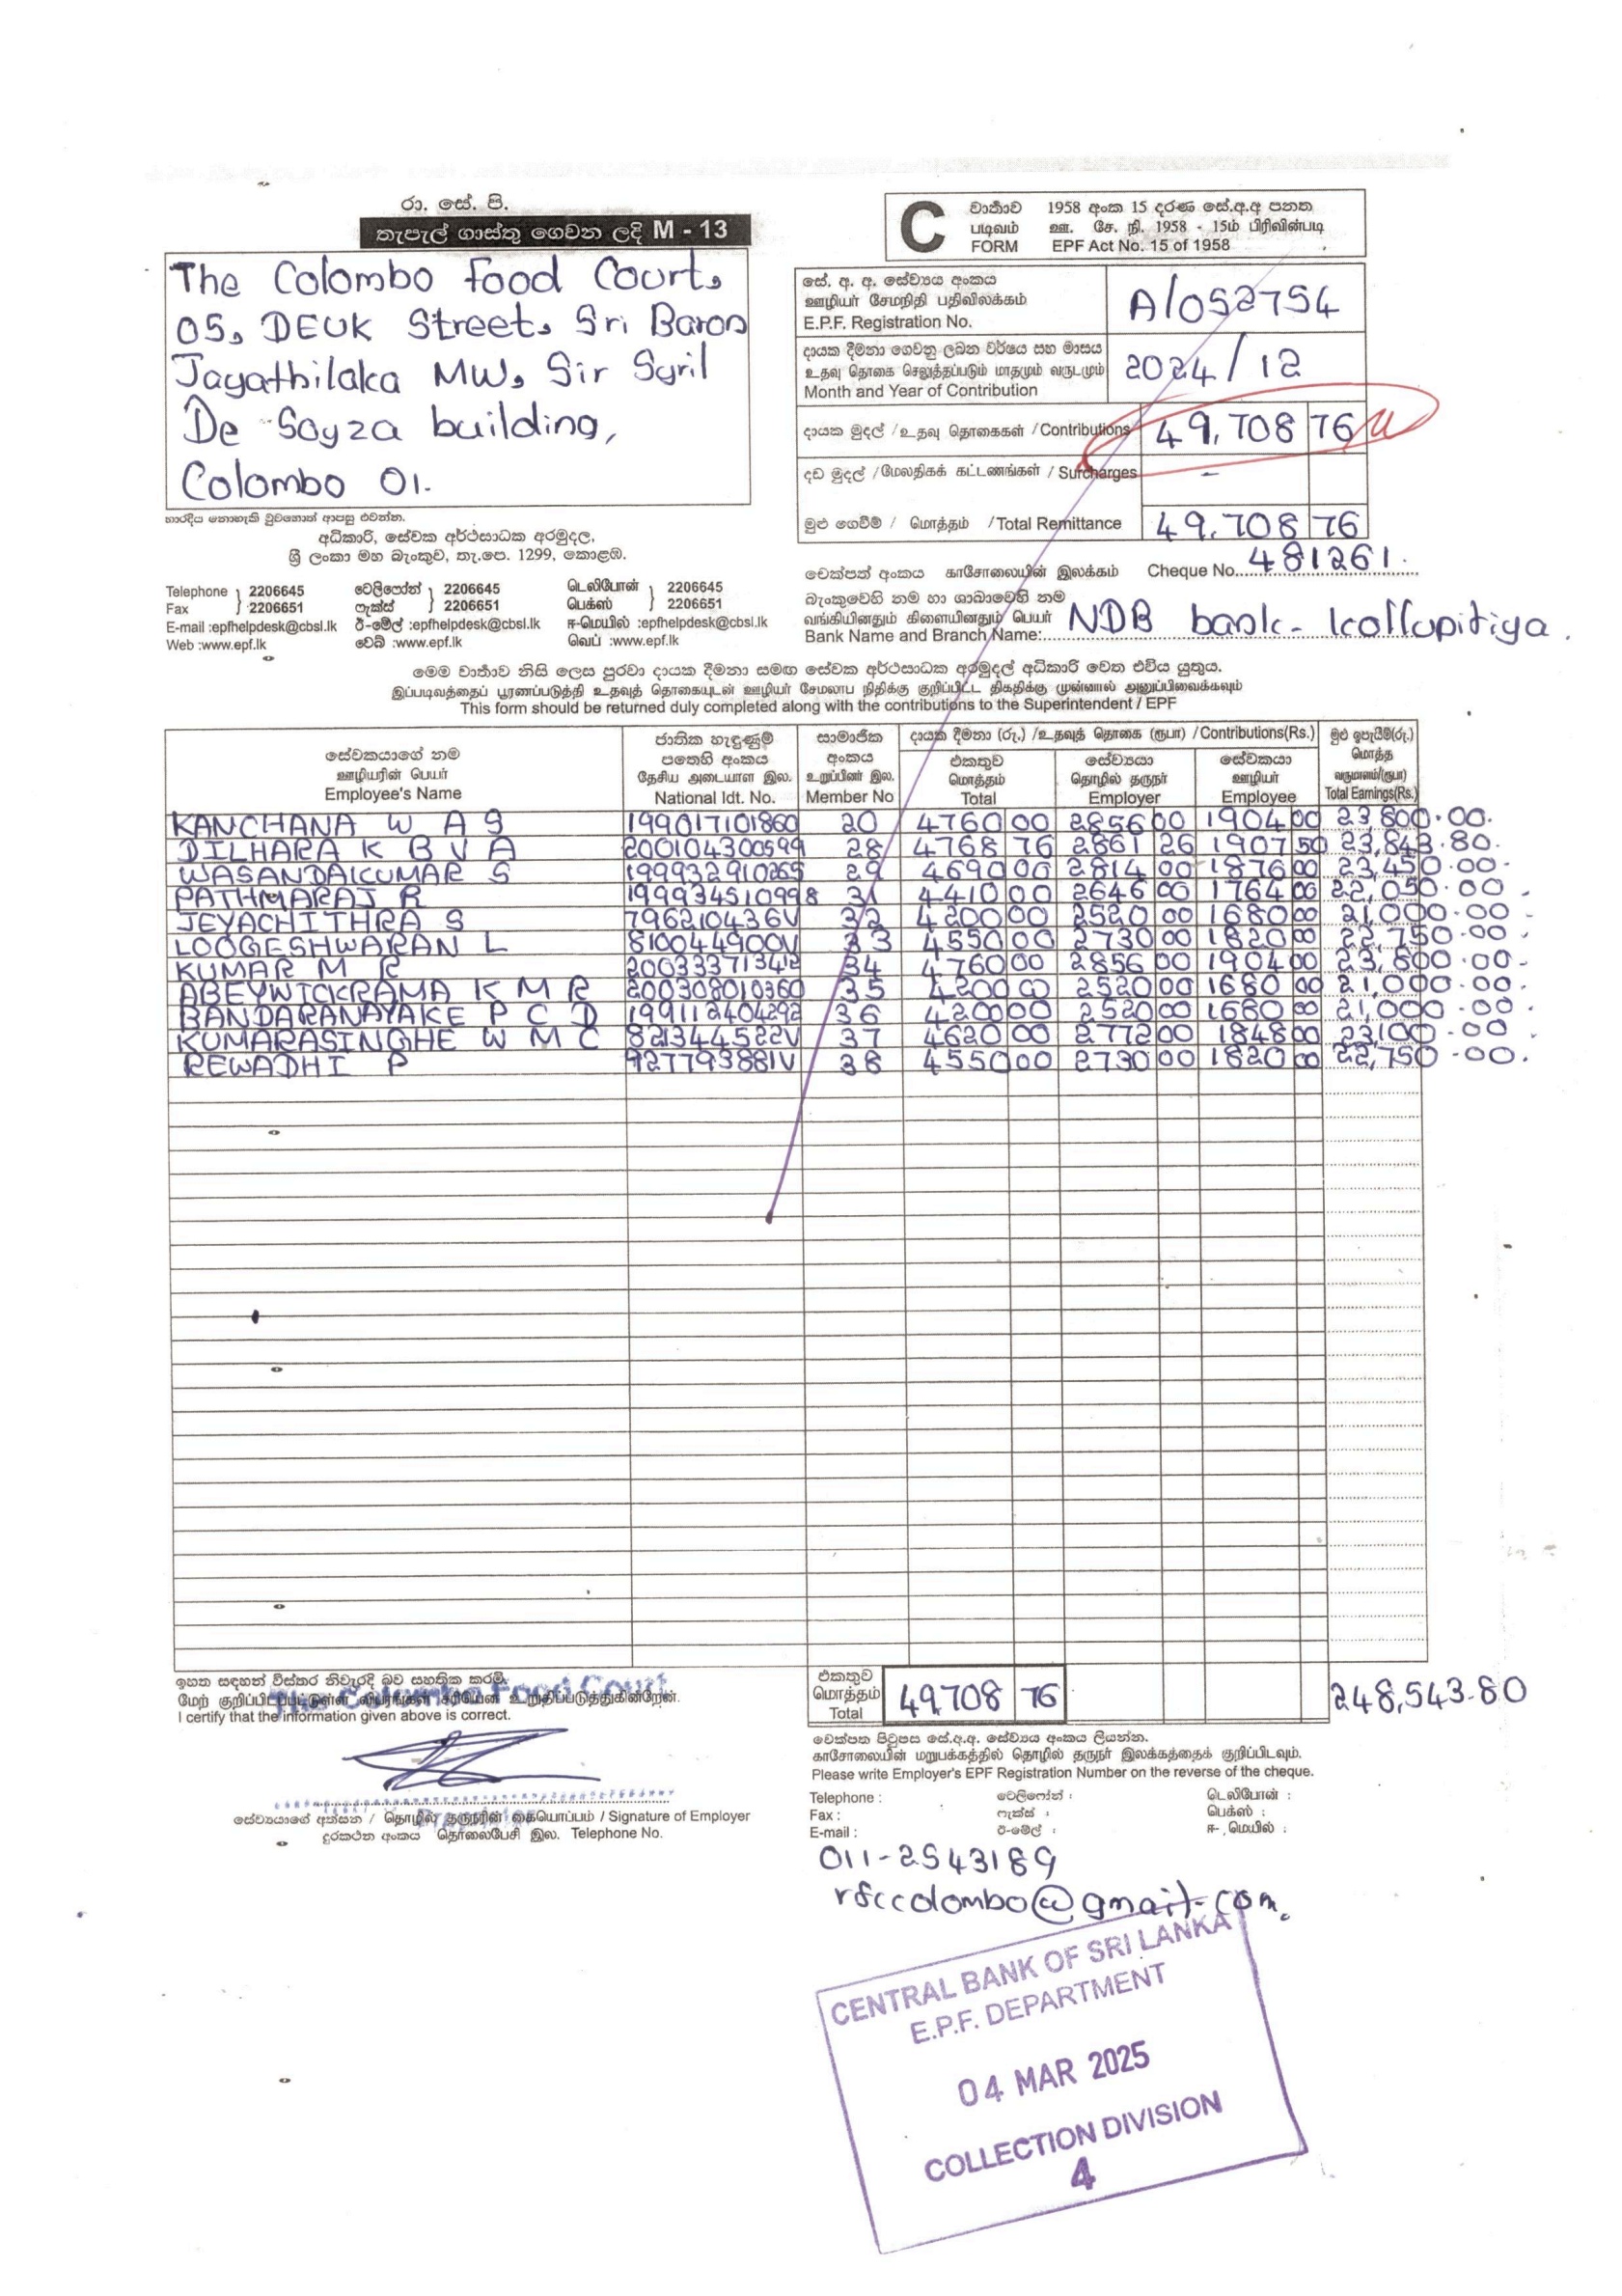 රා. සේ. පි.
තැපැල් ගාස්තු ගෙවන ලදි M - 13
The Colombo Food Court,
05, DEUK Street, Sri Baron
Jayathilaka MW, Sir Syril
De Soyza building,
Colombo 01.
භාරදිය නොහැකි වුවහොත් ආපසු එවන්න.
අධිකාරි, සේවක අර්ථසාධක අරමුදල,
ශ්‍රී ලංකා මහ බැංකුව, තැ.පෙ. 1299, කොළඹ.
Telephone 2206645 ටෙලිෆෝන් 2206645 டெலிபோன் 2206645
Fax 2206651 ෆැක්ස් 2206651 பெக்ஸ் 2206651
E-mail :epfhelpdesk@cbsl.lk ඊ-මේල් :epfhelpdesk@cbsl.lk ஈ-மெயில் :epfhelpdesk@cbsl.lk
Web :www.epf.lk වෙබ් :www.epf.lk வெப் :www.epf.lk
C
වාර්තාව 1958 අංක 15 දරණ සේ.අ.අ පනත
படிவம் ஊ. சே. நி. 1958 - 15ம் பிரிவின்படி
FORM EPF Act No. 15 of 1958
සේ. අ. අ. සේව්‍යය අංකය
ஊழியர் சேமநிதி பதிவிலக்கம்
E.P.F. Registration No. A/052754
දායක දීමනා ගෙවනු ලබන වර්ෂය සහ මාසය
உதவு தொகை செலுத்தப்படும் மாதமும் வருடமும்
Month and Year of Contribution 2024/12
දායක මුදල් /உதவு தொகைகள் /Contributions 49,708 76
දඩ මුදල් /மேலதிகக் கட்டணங்கள் / Surcharges -
මුළු ගෙවීම් / மொத்தம் /Total Remittance 49,708 76
චෙක්පත් අංකය காசோலையின் இலக்கம் Cheque No. 481261.
බැංකුවෙහි නම හා ශාඛාවෙහි නම
வங்கியினதும் கிளையினதும் பெயர்
Bank Name and Branch Name: NDB bank - kollupitiya.
මෙම වාර්තාව නිසි ලෙස පුරවා දායක දීමනා සමඟ සේවක අර්ථසාධක අරමුදල් අධිකාරි වෙත එවිය යුතුය.
இப்படிவத்தைப் பூரணப்படுத்தி உதவுத் தொகையுடன் ஊழியர் சேமலாப நிதிக்கு குறிப்பிட்ட திகதிக்கு முன்னால் அனுப்பிவைக்கவும்
This form should be returned duly completed along with the contributions to the Superintendent / EPF
සේවකයාගේ නම ජාතික හැඳුණුම් පතෙහි අංකය සාමාජික අංකය දායක දීමනා (රු.) /உதவுத் தொகை (ரூபா) /Contributions(Rs.) මුළු ඉපැයීම්(රු.)
ஊழியரின் பெயர் தேசிய அடையாள இல. உறுப்பினர் இல. එකතුව மொத்தம் සේව්‍යයා தொழில் தருநர் සේවකයා ஊழியர் மொத்த வருமானம்(ரூபா)
Employee's Name National Idt. No. Member No Total Employer Employee Total Earnings(Rs.)
KANCHANA W A S 199017101860 20 4760 00 2856 00 1904 00 23,800.00.
DILHARA K B V A 200104300599 28 4768 76 2861 26 1907 50 23,843.80.
WASANDAKUMAR S 199932910265 29 4690 00 2814 00 1876 00 23,450.00.
PATHMARAJ R 199934510998 31 4410 00 2646 00 1764 00 22,050.00.
JEYACHITHRA S 796210436V 32 4200 00 2520 00 1680 00 21,000.00.
LOOGESHWARAN L 810044900V 33 4550 00 2730 00 1820 00 22,750.00.
KUMAR M R 200333713412 34 4760 00 2856 00 1904 00 23,800.00.
ABEYWICKRAMA K M R 200308010360 35 4200 00 2520 00 1680 00 21,000.00.
BANDARANAYAKE P C D 199112404292 36 4200 00 2520 00 1680 00 21,000.00.
KUMARASINGHE W M C 821344522V 37 4620 00 2772 00 1848 00 23,100.00.
REWADHI P 927793881V 38 4550 00 2730 00 1820 00 22,750.00.
ඉහත සඳහන් විස්තර නිවැරදි බව සහතික කරමි.
மேற் குறிப்பிடப்பட்டுள்ள விபரங்கள் சரியென உறுதிப்படுத்துகின்றேன்.
I certify that the information given above is correct.
The Colombo Food Court
Proprietor
සේව්‍යයාගේ අත්සන / தொழில் தருநரின் கையொப்பம் / Signature of Employer
දුරකථන අංකය தொலைபேசி இல. Telephone No.
එකතුව
மொத்தம்
Total 49,708 76 248,543.80
චෙක්පත පිටුපස සේ.අ.අ. සේව්‍යය අංකය ලියන්න.
காசோலையின் மறுபக்கத்தில் தொழில் தருநர் இலக்கத்தைக் குறிப்பிடவும்.
Please write Employer's EPF Registration Number on the reverse of the cheque.
Telephone : ටෙලිෆෝන් : டெலிபோன் :
Fax : ෆැක්ස් : பெக்ஸ் :
E-mail : ඊ-මේල් : ஈ-மெயில் :
011-2543189
rfccolombo@gmail.com.
CENTRAL BANK OF SRI LANKA
E.P.F. DEPARTMENT
04 MAR 2025
COLLECTION DIVISION
4